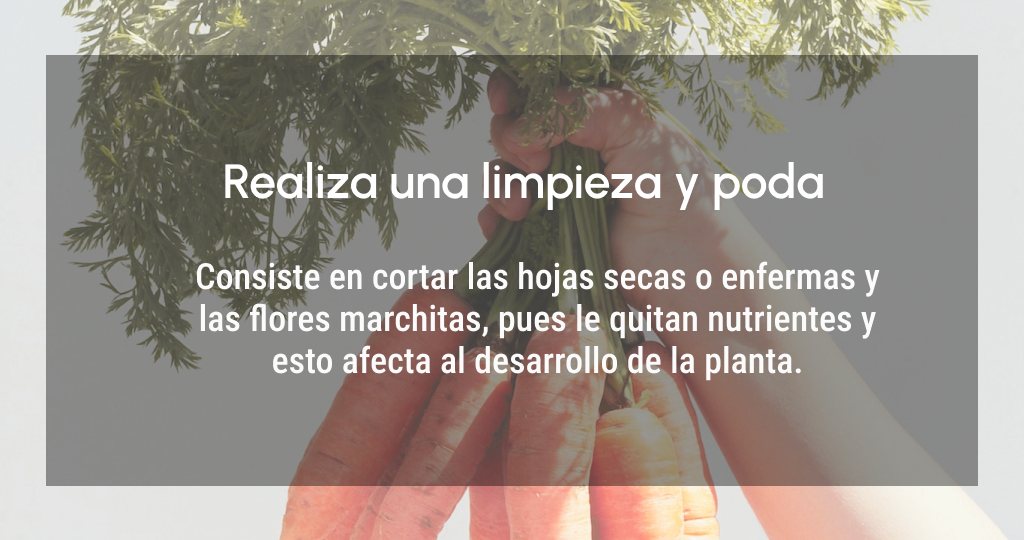 Realiza una limpieza y poda
Consiste en cortar las hojas secas o enfermas y
las flores marchitas, pues le quitan nutrientes y
esto afecta al desarrollo de la planta.